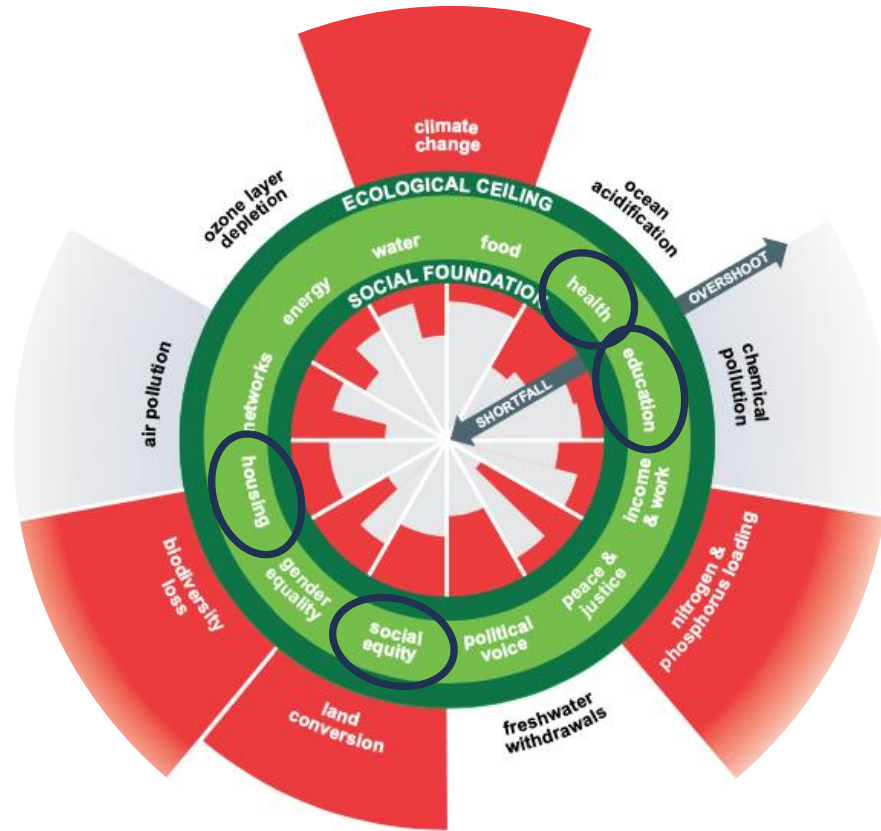 climate
change
ECOLOGICAL CEILING
ozone layer
depletion
ocean
acidification
water
food
energy
health
SOCIAL FOUNDATION
OVERSHOOT
networks
education
SHORTFALL
air pollution
chemical
pollution
housing
income
& work
biodiversity
loss
gender
equality
social
equity
political
voice
peace &
justice
nitrogen &
phosphorus loading
land
conversion
freshwater
withdrawals